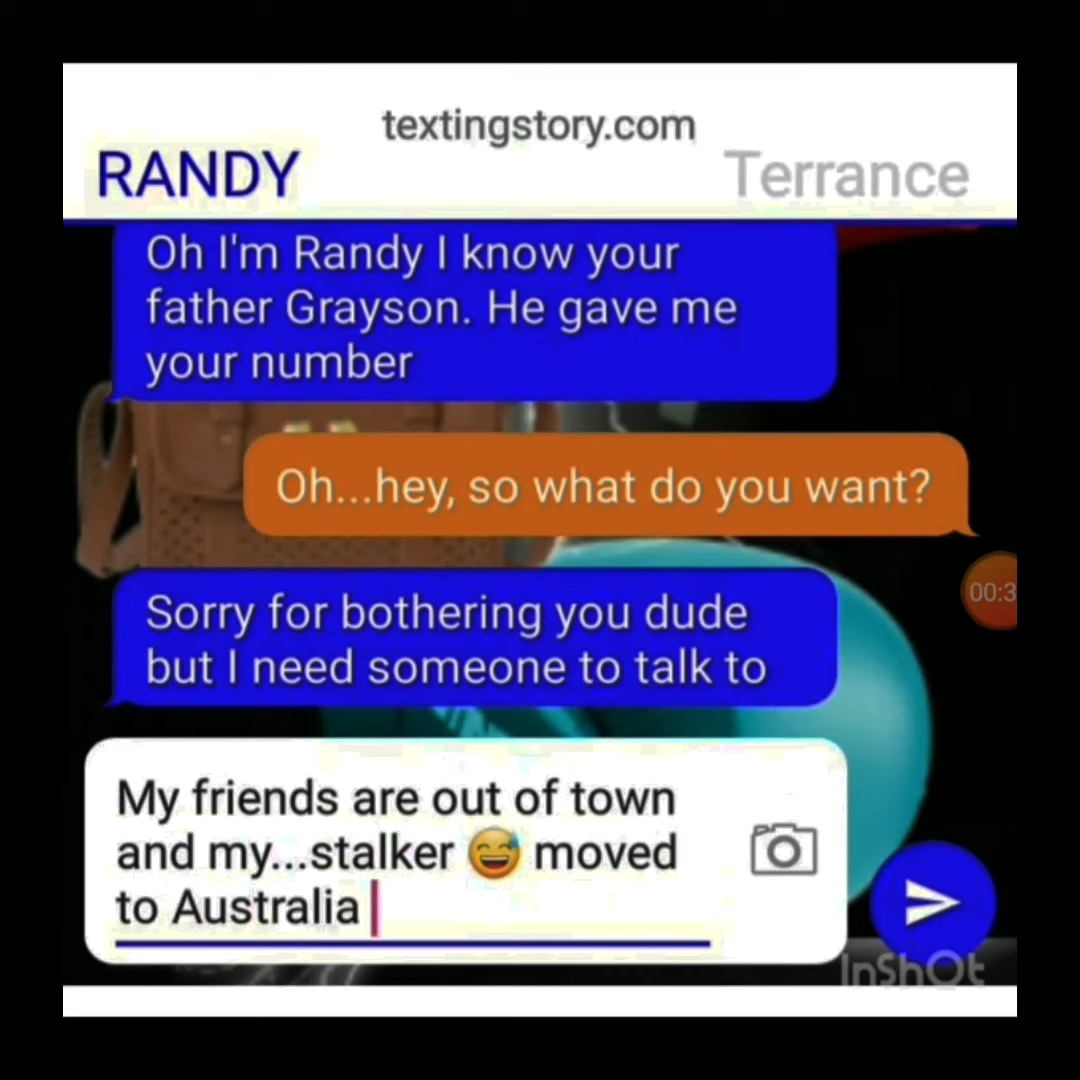 textingstory.com
RANDY
Terrance
Oh I'm Randy I know your
father Grayson. He gave me
your number
Oh...hey, so what do you want?
Sorry for bothering you dude
but I need someone to talk to
00:3
My friends are out of town
and my...stalker 😅 moved
to Australia
InShOt